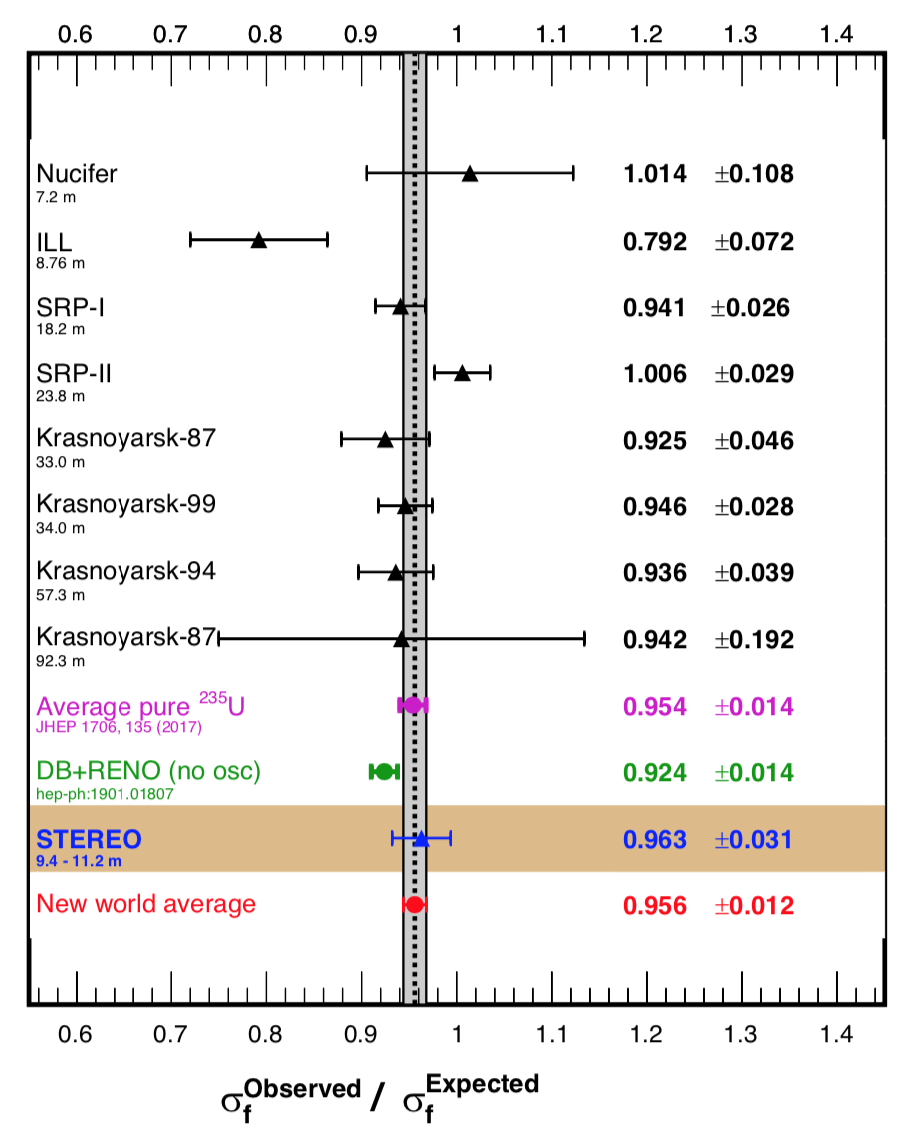 0.6 0.7 0.8 0.9 1 1.1 1.2 1.3 1.4
Nucifer 1.014 ±0.108
7.2 m
ILL 0.792 ±0.072
8.76 m
SRP-I 0.941 ±0.026
18.2 m
SRP-II 1.006 ±0.029
23.8 m
Krasnoyarsk-87 0.925 ±0.046
33.0 m
Krasnoyarsk-99 0.946 ±0.028
34.0 m
Krasnoyarsk-94 0.936 ±0.039
57.3 m
Krasnoyarsk-87 0.942 ±0.192
92.3 m
Average pure ²³⁵U 0.954 ±0.014
JHEP 1706, 135 (2017)
DB+RENO (no osc) 0.924 ±0.014
hep-ph:1901.01807
STEREO 0.963 ±0.031
9.4 - 11.2 m
New world average 0.956 ±0.012
0.6 0.7 0.8 0.9 1 1.1 1.2 1.3 1.4
σ_f^Observed / σ_f^Expected